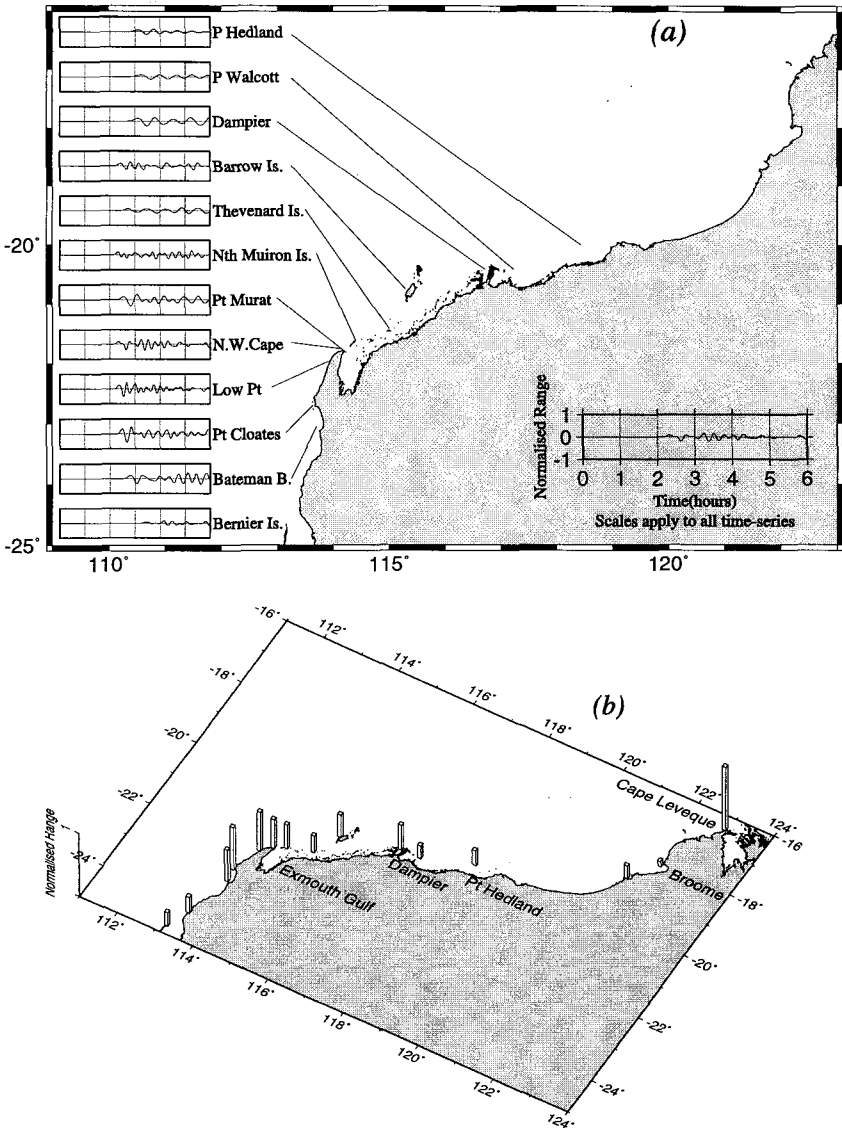 (a)
P Hedland
P Walcott
Dampier
Barrow Is.
Thevenard Is.
Nth Muiron Is.
Pt Murat
N.W.Cape
Low Pt
Pt Cloates
Bateman B.
Bernier Is.
-20°
-25°
110°
115°
120°
Normalised Range
1
0
-1
0 1 2 3 4 5 6
Time(hours)
Scales apply to all time-series
(b)
-16°
-18°
-20°
-22°
-24°
112°
114°
116°
118°
120°
122°
124°
Cape Leveque
Normalised Range
1
Exmouth Gulf
Dampier
Pt Hedland
Broome
-16
-18°
-20°
-22°
-24°
112°
114°
116°
118°
120°
122°
124°